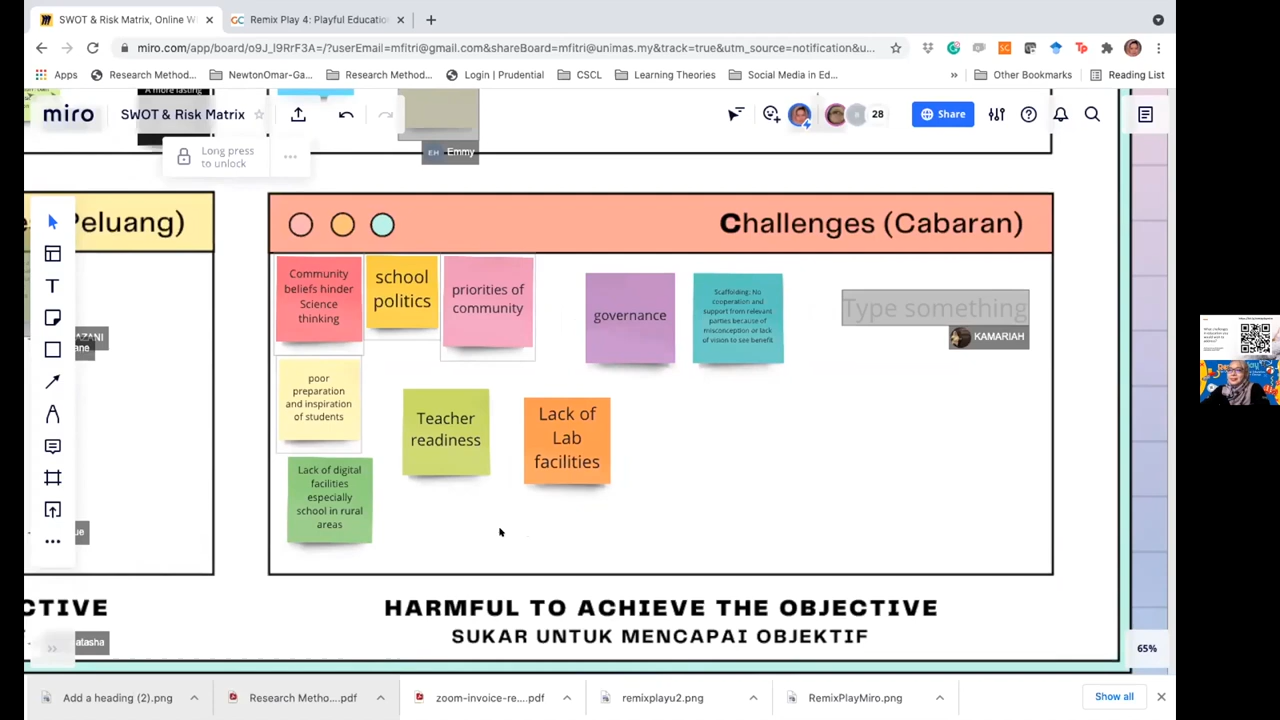 SWOT & Risk Matrix, Online W
Remix Play 4: Playful Educatio
miro.com/app/board/o9J_l9RrF3A=/?userEmail=mfitri@gmail.com&shareBoard=mfitri@unimas.my&track=true&utm_source=notification&u...
Apps
Research Method...
NewtonOmar-Ga...
Research Method...
Login | Prudential
CSCL
Learning Theories
Social Media in Ed...
»
Other Bookmarks
Reading List
A more lasting
miro
SWOT & Risk Matrix
28
Share
Long press
to unlock
EH Emmy
Peluang)
Challenges (Cabaran)
Community
beliefs hinder
Science
thinking
school
politics
priorities of
community
governance
Scaffolding: No
cooperation and
support from relevant
parties because of
misconception or lack
of vision to see benefit
Type something
KAMARIAH
AZANI
ane
poor
preparation
and inspiration
of students
Teacher
readiness
Lack of
Lab
facilities
Lack of digital
facilities
especially
school in rural
areas
ue
CTIVE
HARMFUL TO ACHIEVE THE OBJECTIVE
SUKAR UNTUK MENCAPAI OBJEKTIF
atasha
65%
Add a heading (2).png
Research Metho....pdf
zoom-invoice-re....pdf
remixplayu2.png
RemixPlayMiro.png
Show all